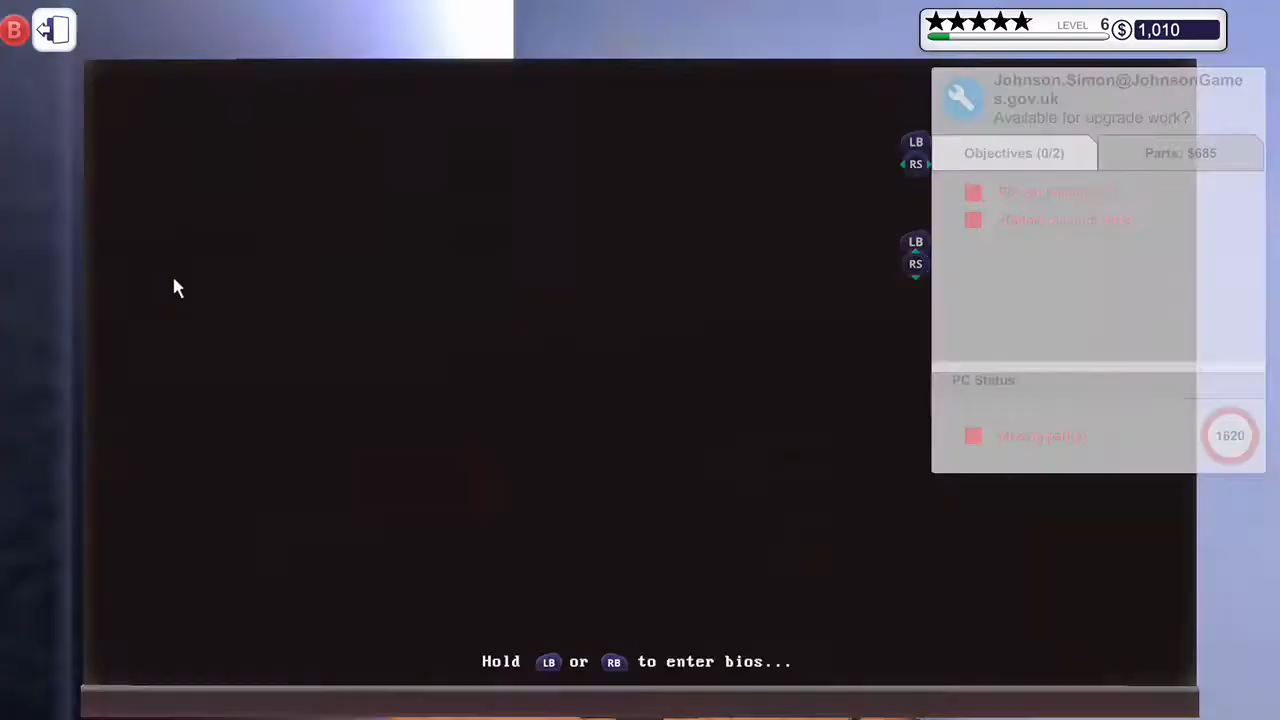 B
LEVEL 6 $ 1,010
Johnson.Simon@JohnsonGame
s.gov.uk
Available for upgrade work?
LB
RS
Objectives (0/2)
Parts: $685
LB
RS
PC Status
1620
Hold LB or RB to enter bios...